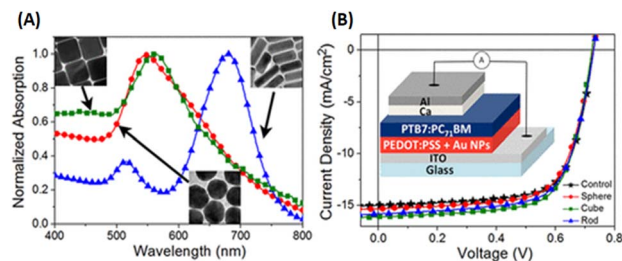 (A)
Normalized Absorption
1.0
0.8
0.6
0.4
0.2
0.0
400 500 600 700 800
Wavelength (nm)
(B)
Current Density (mA/cm²)
0
-5
-10
-15
0.0 0.2 0.4 0.6 0.8
Voltage (V)
A
Al
Ca
PTB7:PC71BM
PEDOT:PSS + Au NPs
ITO
Glass
Control
Sphere
Cube
Rod